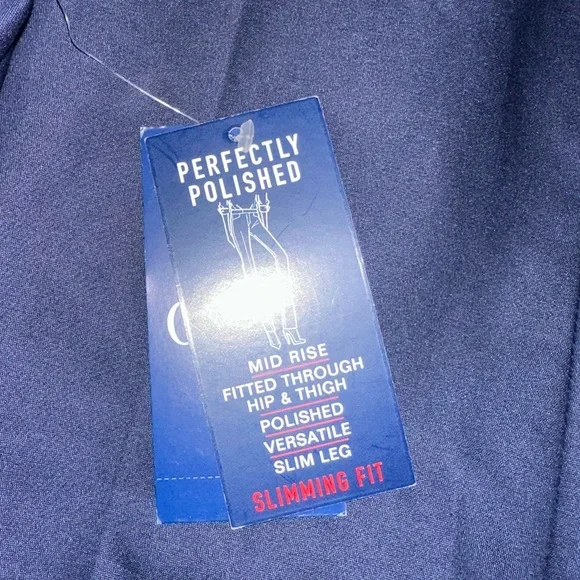 PERFECTLY
POLISHED
MID RISE
FITTED THROUGH
HIP & THIGH
POLISHED
VERSATILE
SLIM LEG
SLIMMING FIT